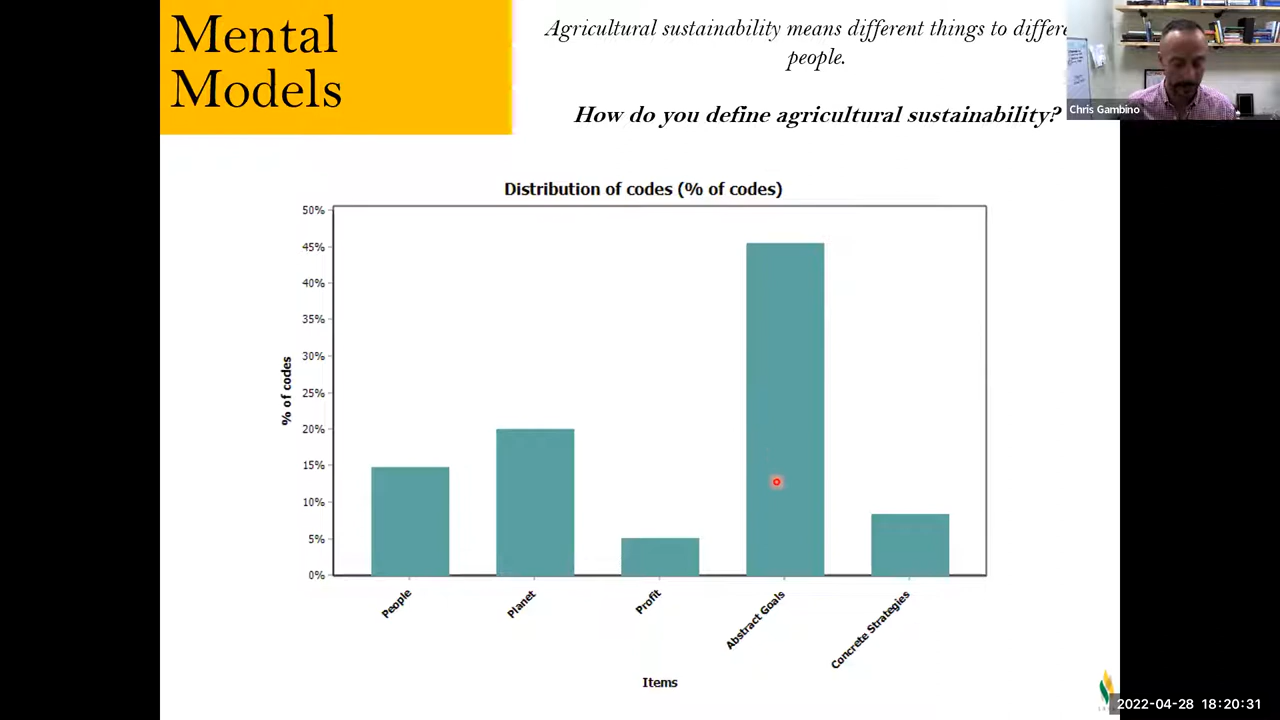 Mental
Models
Agricultural sustainability means different things to differe
people.
How do you define agricultural sustainability?
Chris Gambino
Distribution of codes (% of codes)
50%
45%
40%
35%
30%
25%
20%
15%
10%
5%
0%
% of codes
People
Planet
Profit
Abstract Goals
Concrete Strategies
Items
2022-04-28 18:20:31